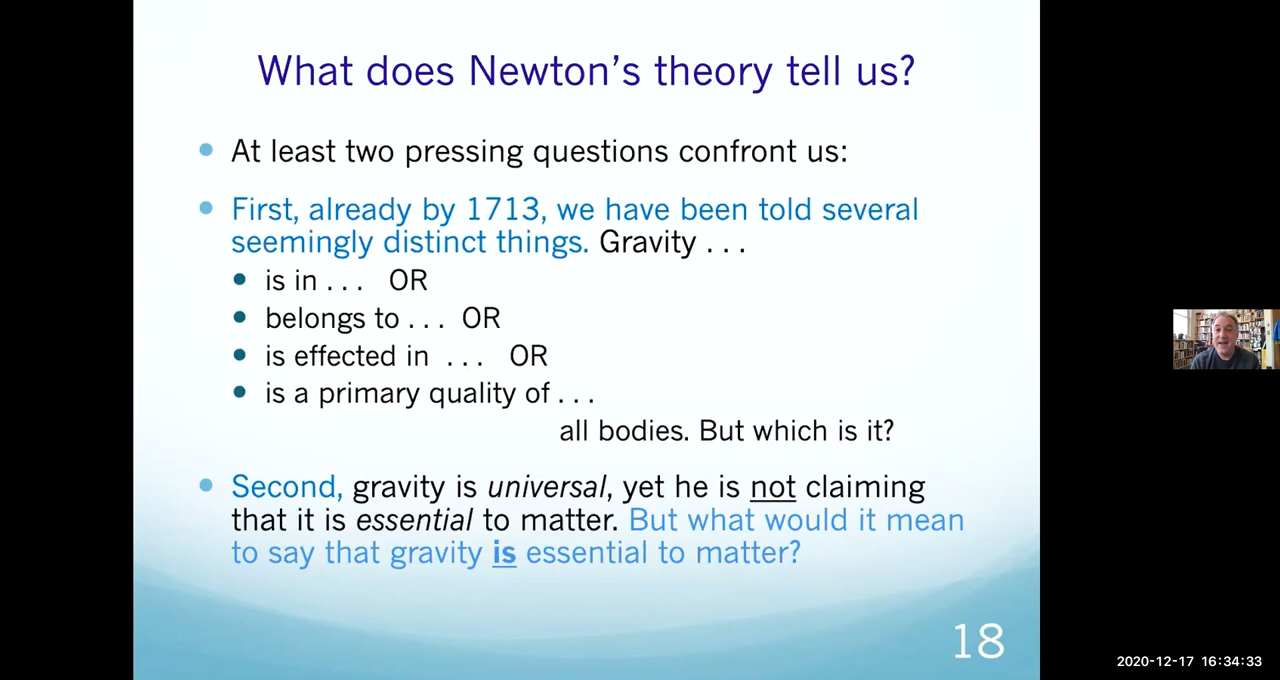 What does Newton’s theory tell us?
At least two pressing questions confront us:
First, already by 1713, we have been told several
seemingly distinct things. Gravity . . .
is in . . . OR
belongs to . . . OR
is effected in . . . OR
is a primary quality of . . .
all bodies. But which is it?
Second, gravity is universal, yet he is not claiming
that it is essential to matter. But what would it mean
to say that gravity is essential to matter?
18
2020-12-17 16:34:33